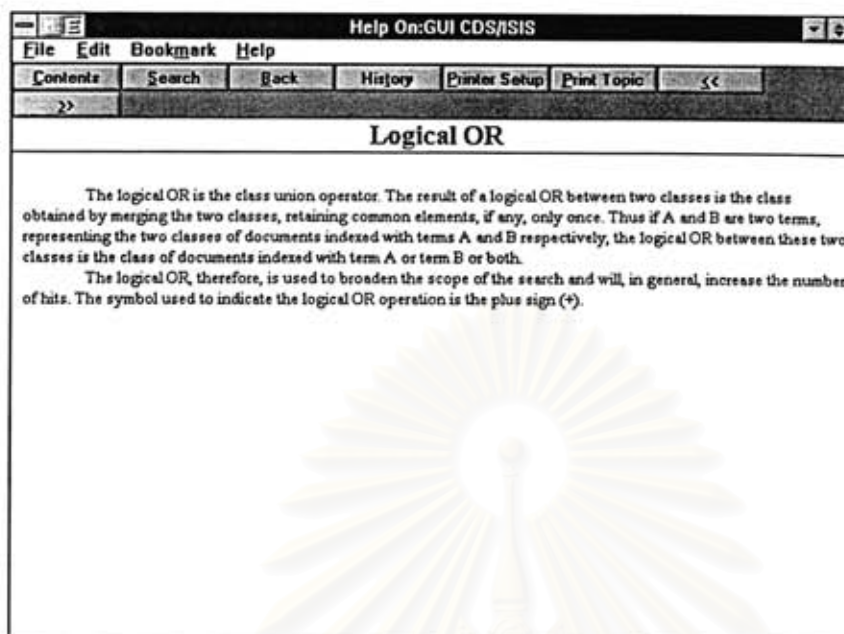 Help On:GUI CDS/ISIS
File Edit Bookmark Help
Contents Search Back History Printer Setup Print Topic <<
>>
Logical OR
The logical OR is the class union operator. The result of a logical OR between two classes is the class
obtained by merging the two classes, retaining common elements, if any, only once. Thus if A and B are two terms,
representing the two classes of documents indexed with terms A and B respectively, the logical OR between these two
classes is the class of documents indexed with term A or term B or both.
The logical OR, therefore, is used to broaden the scope of the search and will, in general, increase the number
of hits. The symbol used to indicate the logical OR operation is the plus sign (+).